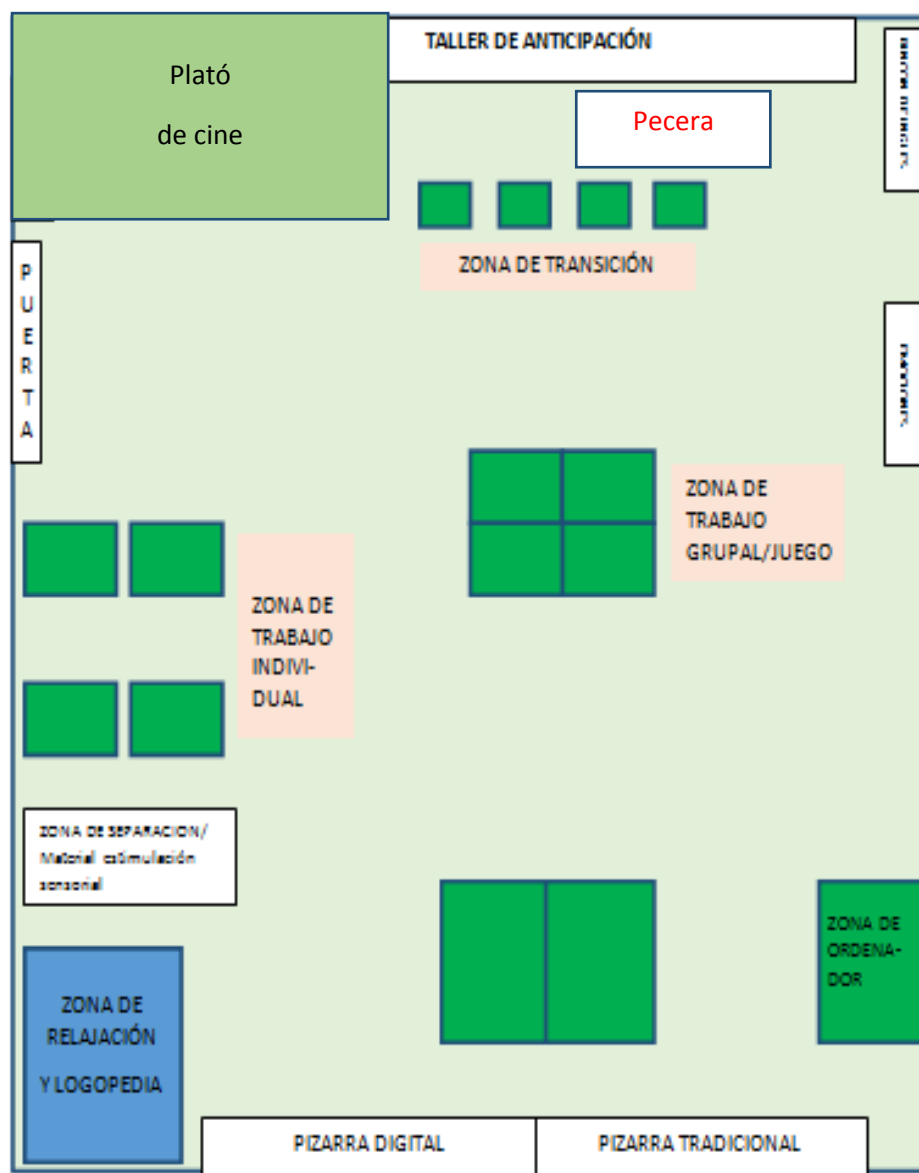 Plató
de cine
TALLER DE ANTICIPACIÓN
Pecera
ZONA DE TRANSICIÓN
P
U
E
R
T
A
ZONA DE
TRABAJO
GRUPAL/JUEGO
ZONA DE
TRABAJO
INDIVI-
DUAL
ZONA DE SEPARACION/
Material estimulación
sensorial
ZONA DE
ORDENA-
DOR
ZONA DE
RELAJACIÓN
Y LOGOPEDIA
PIZARRA DIGITAL
PIZARRA TRADICIONAL